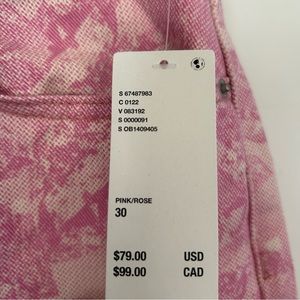 S 67487983
C 0122
V 083192
S 0000091
S OB1409405
PINK/ROSE
30
$79.00 USD
$99.00 CAD